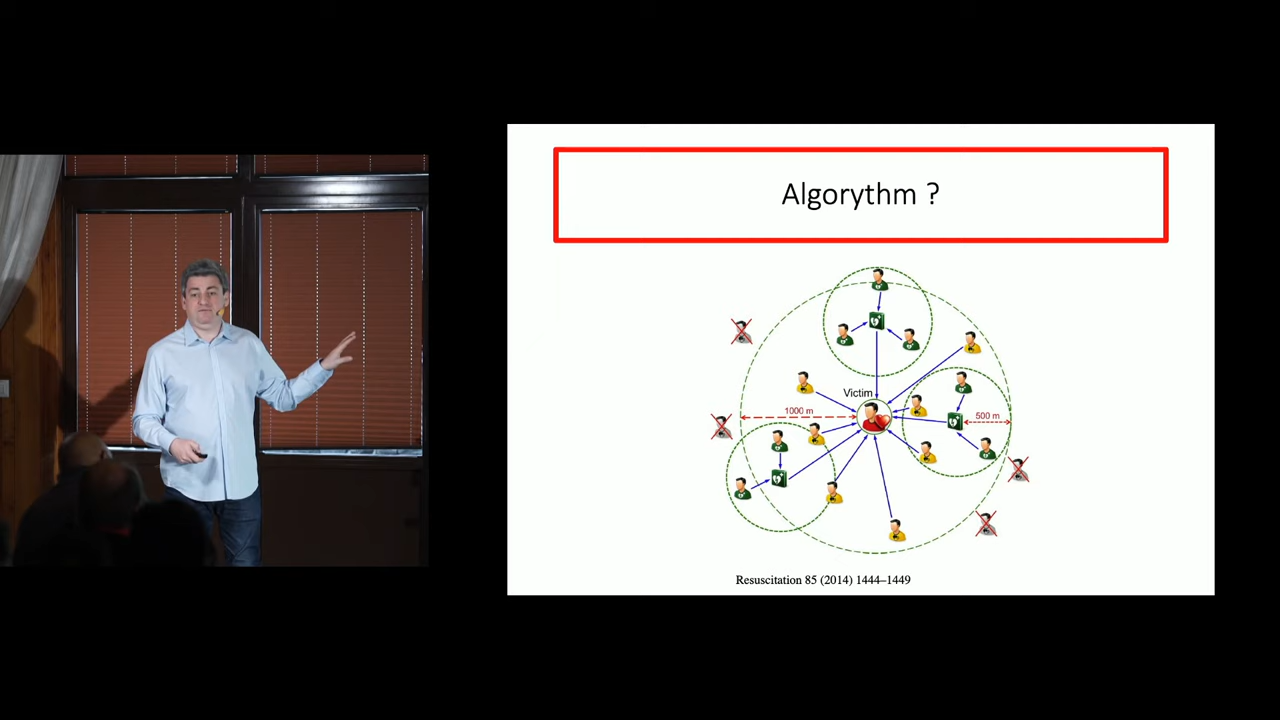 Algorythm ?
Victim
1000 m
500 m
Resuscitation 85 (2014) 1444–1449